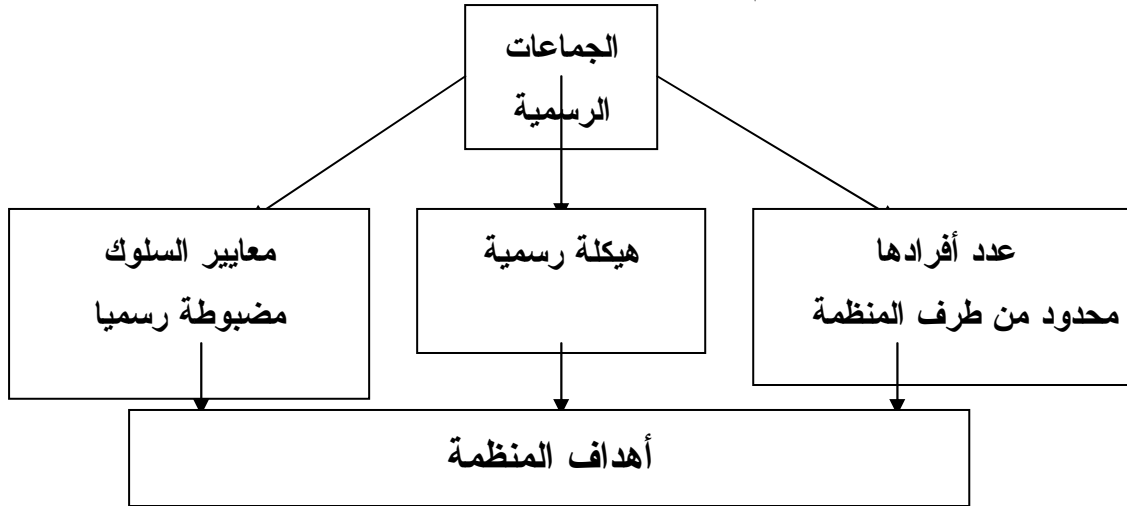 الجماعات
الرسمية
عدد أفرادها
محدود من طرف المنظمة
هيكلة رسمية
معايير السلوك
مضبوطة رسميا
أهداف المنظمة